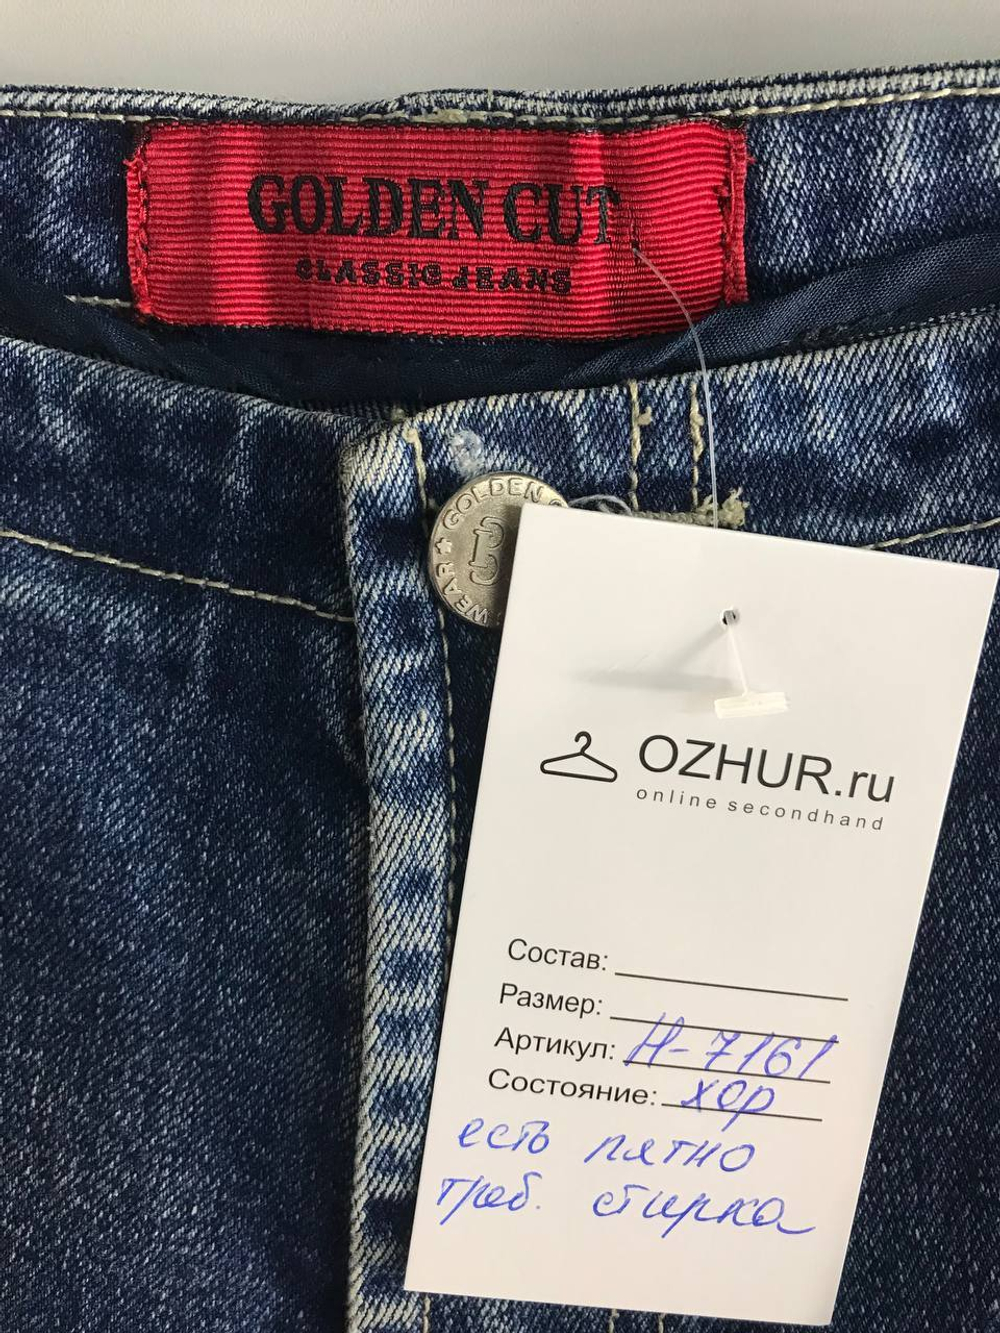 GOLDEN CUT
CLASSIC JEANS
GOLDEN
WEAR
OZHUR.ru
online secondhand
Состав:
Размер:
Артикул: Н-7161
Состояние: хор
есть пятно
треб. стирка